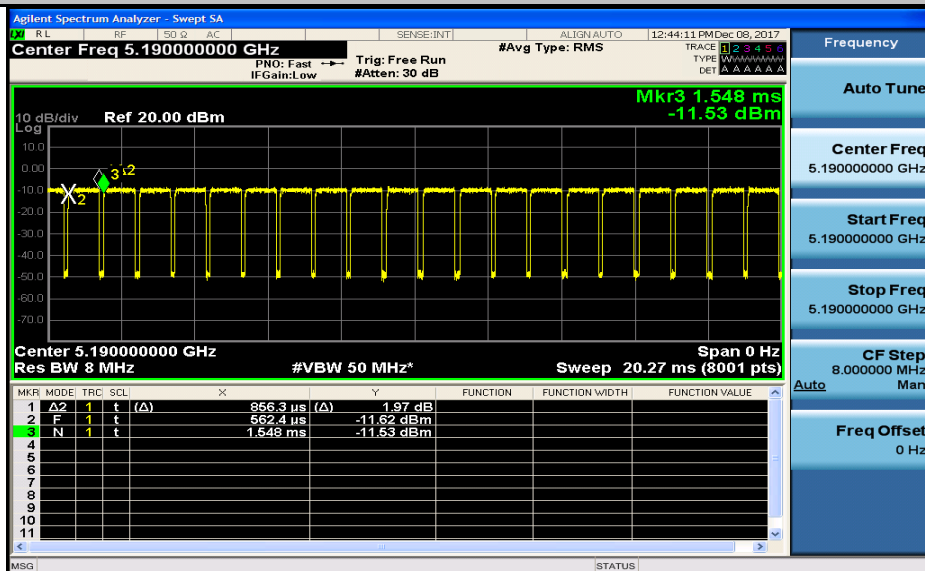 Agilent Spectrum Analyzer - Swept SA
LXI RL RF 50 Ω AC SENSE:INT ALIGN AUTO 12:44:11 PM Dec 08, 2017
Center Freq 5.190000000 GHz
PNO: Fast
IFGain:Low
Trig: Free Run
#Atten: 30 dB
#Avg Type: RMS
TRACE 1 2 3 4 5 6
TYPE W
DET A A A A A A
Mkr3 1.548 ms
-11.53 dBm
10 dB/div Ref 20.00 dBm
Log
10.0
0.00
-10.0
-20.0
-30.0
-40.0
-50.0
-60.0
-70.0
X2
3
Δ2
Center 5.190000000 GHz Span 0 Hz
Res BW 8 MHz #VBW 50 MHz* Sweep 20.27 ms (8001 pts)
MKR MODE TRC SCL X Y FUNCTION FUNCTION WIDTH FUNCTION VALUE
1 Δ2 1 t (Δ) 856.3 µs (Δ) 1.97 dB
2 F 1 t 562.4 µs -11.62 dBm
3 N 1 t 1.548 ms -11.53 dBm
4
5
6
7
8
9
10
11
MSG STATUS
Frequency
Auto Tune
Center Freq
5.190000000 GHz
Start Freq
5.190000000 GHz
Stop Freq
5.190000000 GHz
CF Step
8.000000 MHz
Auto Man
Freq Offset
0 Hz